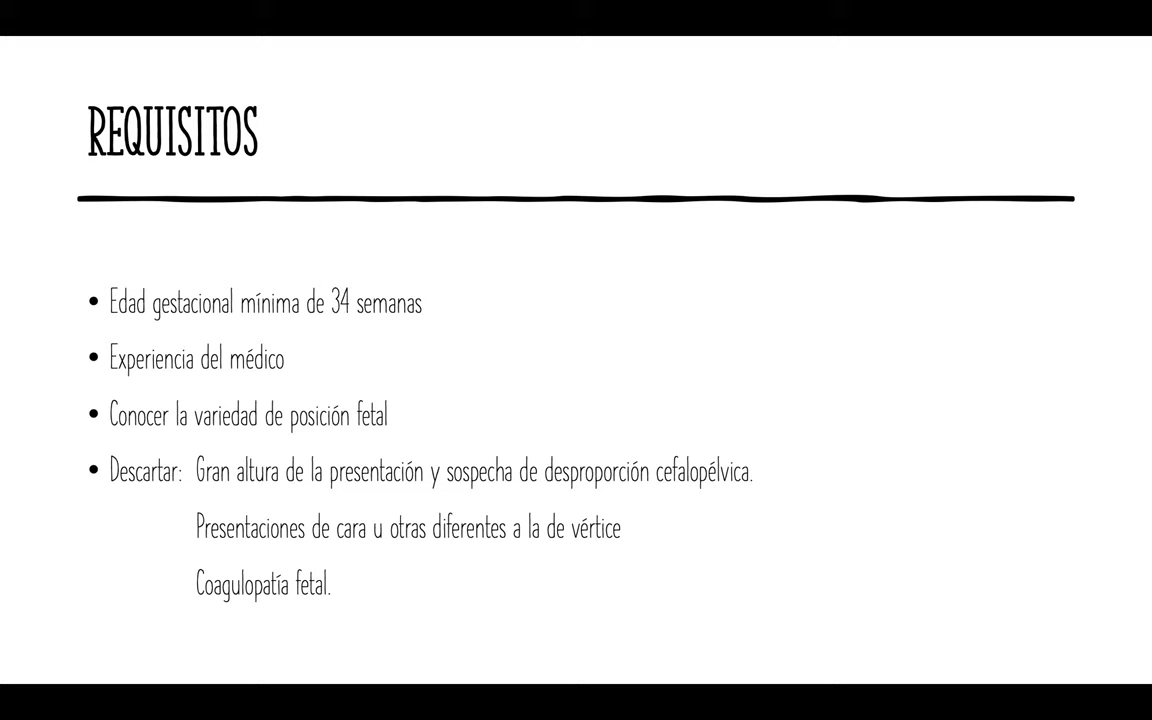 REQUISITOS
• Edad gestacional mínima de 34 semanas
• Experiencia del médico
• Conocer la variedad de posición fetal
• Descartar: Gran altura de la presentación y sospecha de desproporción cefalopélvica.
Presentaciones de cara u otras diferentes a la de vértice
Coagulopatía fetal.